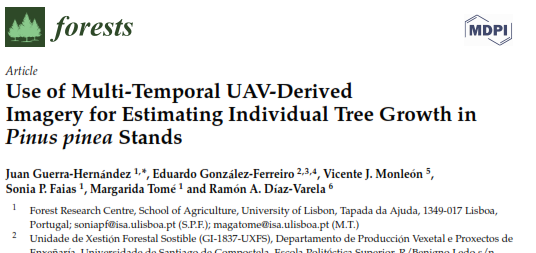 forests
MDPI
Article
Use of Multi-Temporal UAV-Derived
Imagery for Estimating Individual Tree Growth in
Pinus pinea Stands
Juan Guerra-Hernández 1,*, Eduardo González-Ferreiro 2,3,4, Vicente J. Monleón 5,
Sonia P. Faias 1, Margarida Tomé 1 and Ramón A. Díaz-Varela 6
1 Forest Research Centre, School of Agriculture, University of Lisbon, Tapada da Ajuda, 1349-017 Lisboa,
Portugal; soniapf@isa.ulisboa.pt (S.P.F.); magatome@isa.ulisboa.pt (M.T.)
2 Unidade de Xestión Forestal Sostible (GI-1837-UXFS), Departamento de Producción Vexetal e Proxectos de
Enxeñaría, Universidade de Santiago de Compostela, Escola Politécnica Superior, R/Benigno Ledo s/n